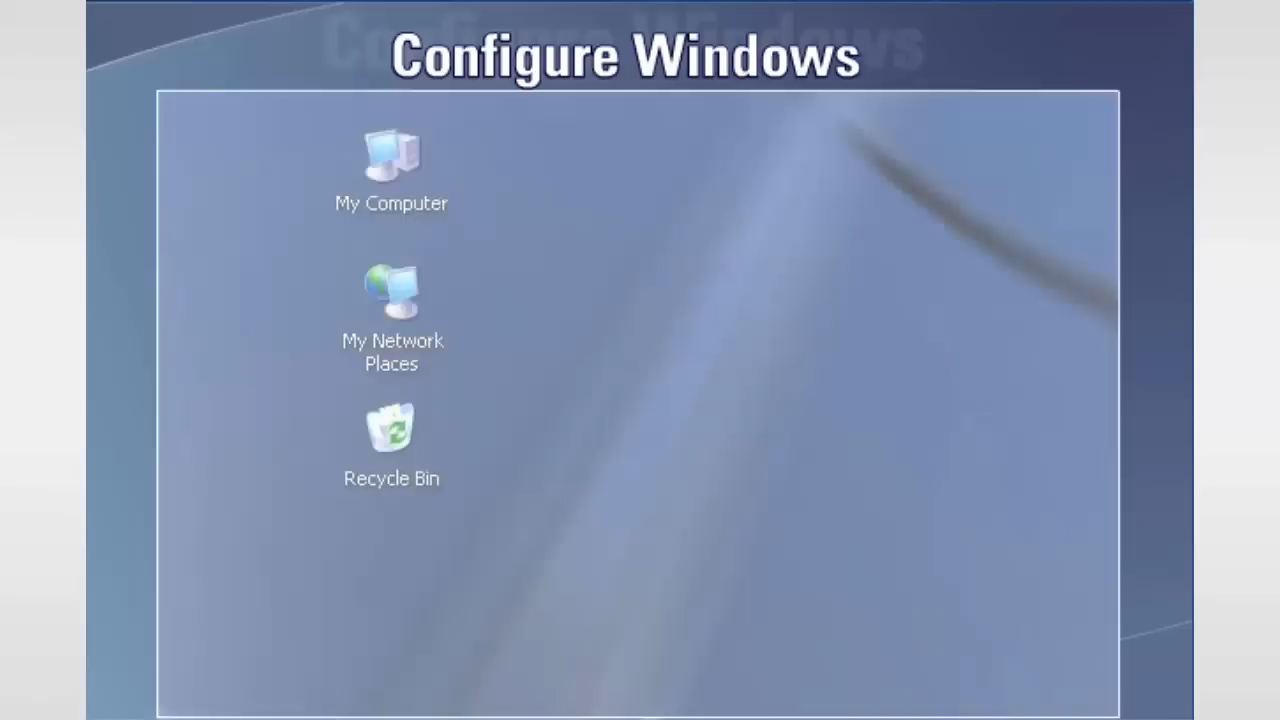 Configure Windows
My Computer
My Network
Places
Recycle Bin